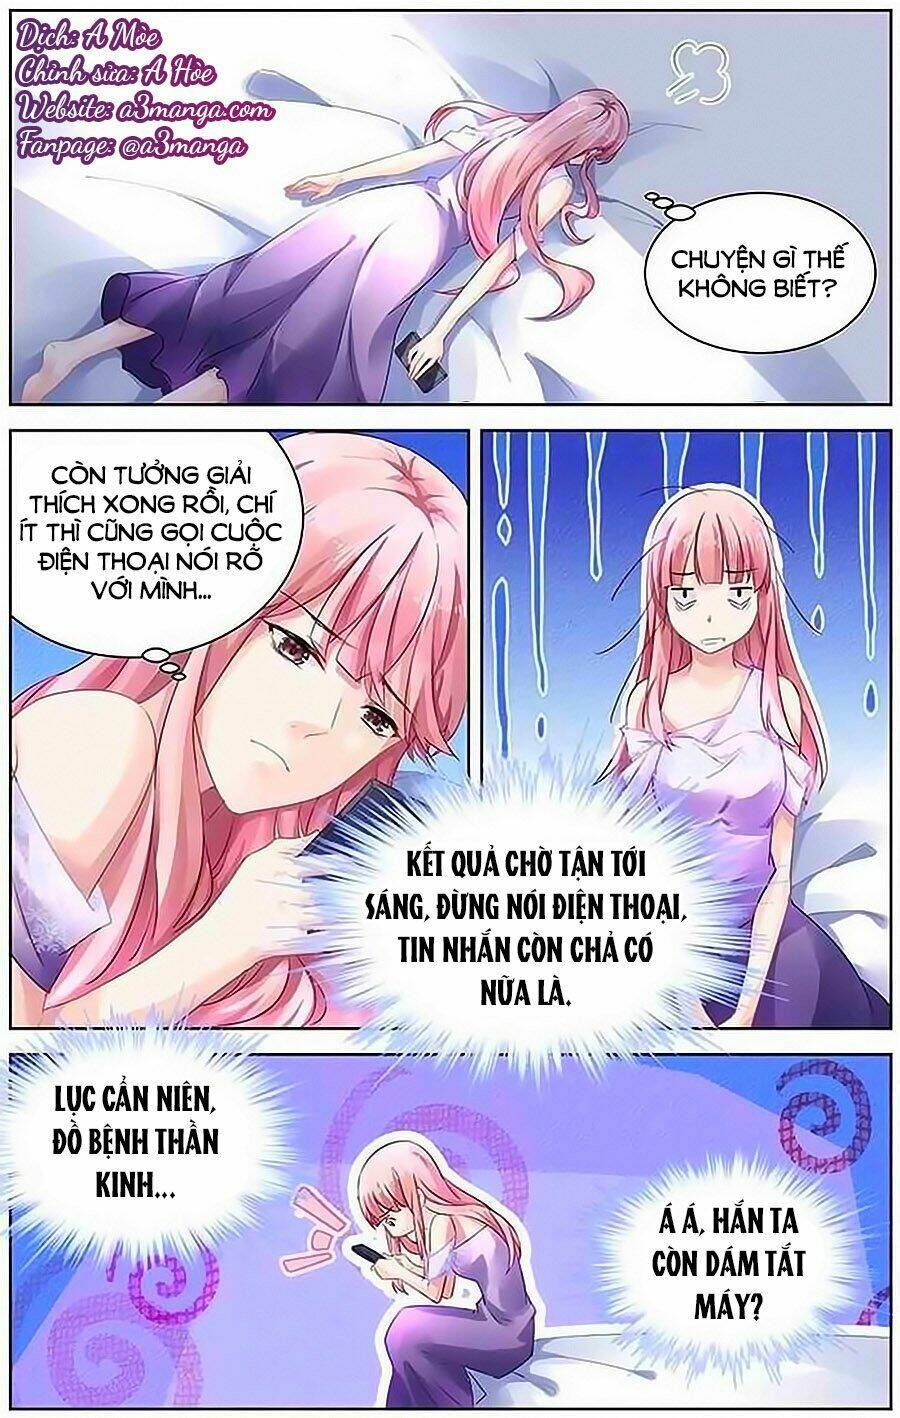 Dịch: A Mòe
Chỉnh sửa: A Hòe
Website: a3manga.com
Fanpage: @a3manga
CHUYỆN GÌ THẾ
KHÔNG BIẾT?
CÒN TƯỞNG GIẢI
THÍCH XONG RỒI, CHÍ
ÍT THÌ CŨNG GỌI CUỘC
ĐIỆN THOẠI NÓI RỞ
VỚI MÌNH...
KẾT QUẢ CHỜ TẬN TỚI
SÁNG, ĐỪNG NÓI ĐIỆN THOẠI,
TIN NHẮN CÒN CHẢ CÓ
NỮA LÀ.
LỤC CẨN NIÊN,
ĐỒ BỆNH THẦN
KINH...
Á Á, HẮN TA
CÒN DÁM TẮT
MÁY?